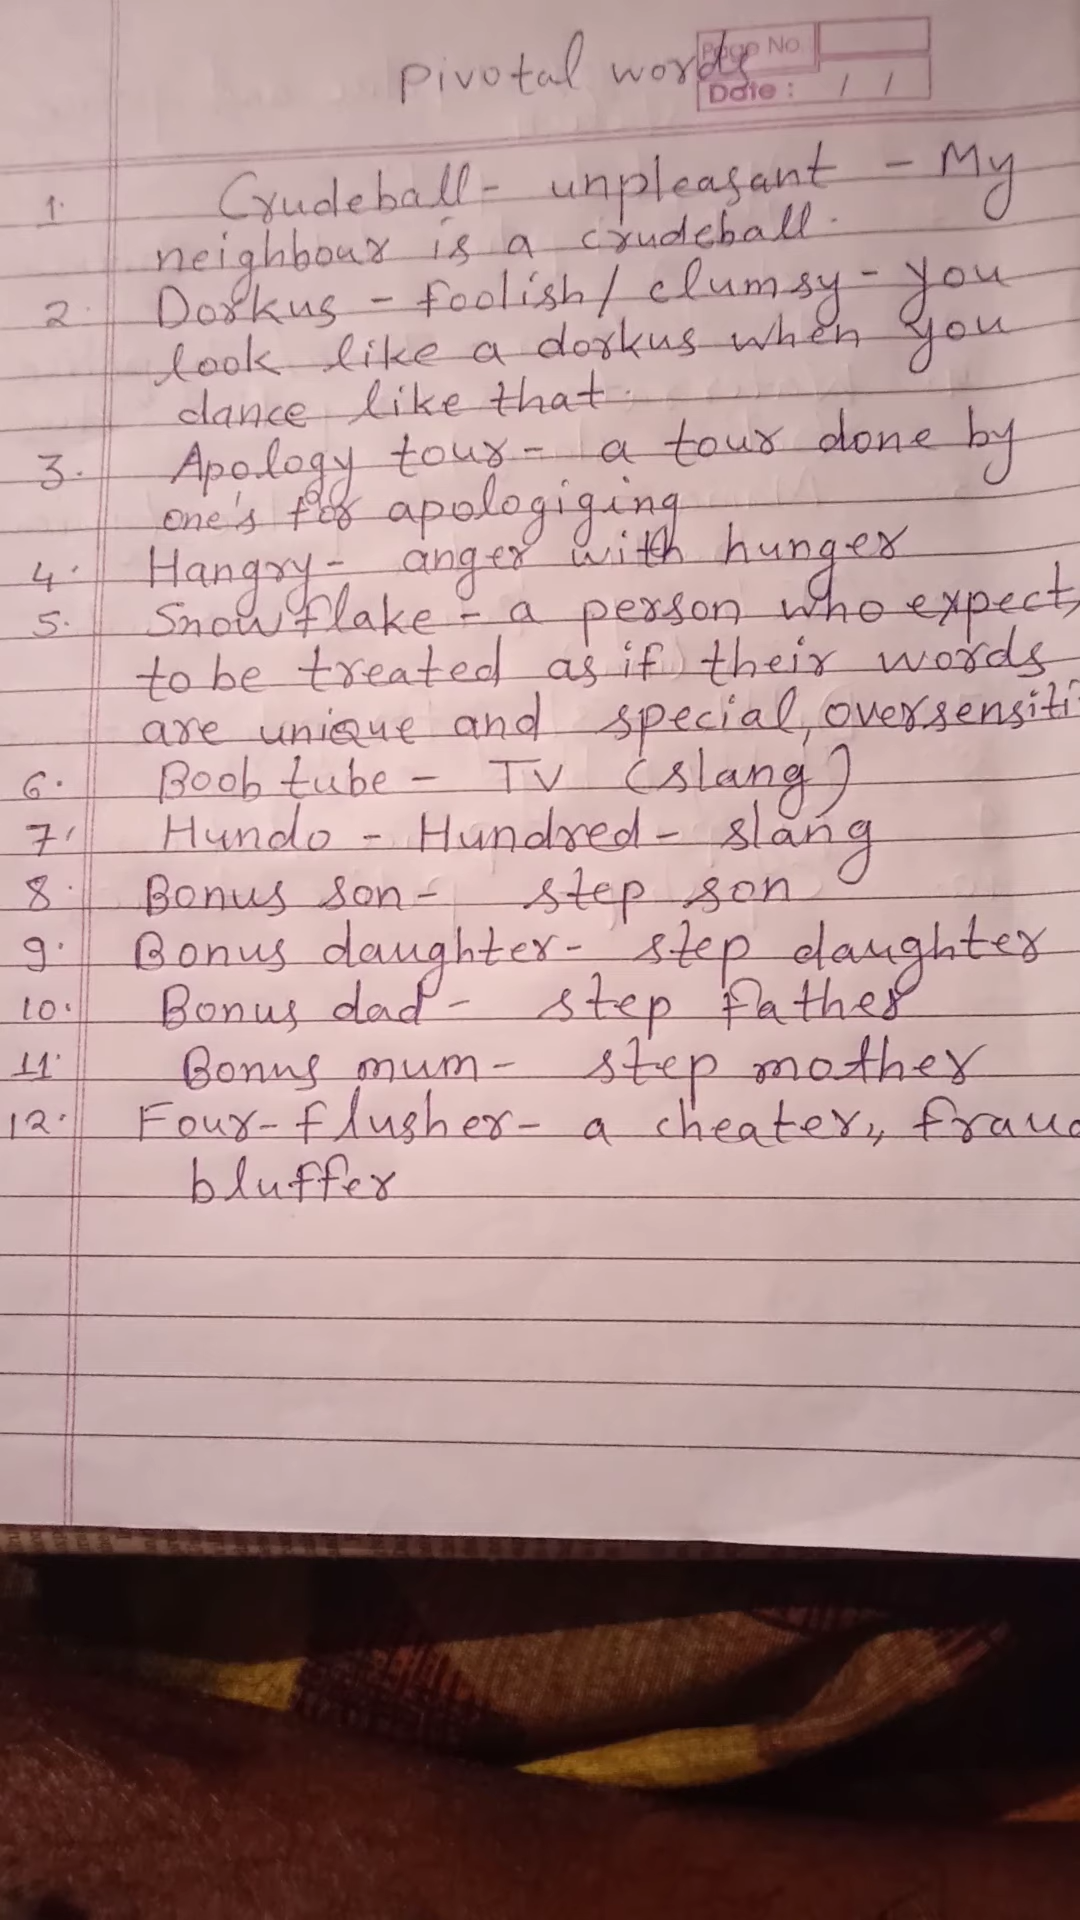 Pivotal words
Page No
Date : / /
1. Crudeball - unpleasant - My
neighbour is a crudeball.
2. Dorkus - foolish / clumsy - you
look like a dorkus when you
dance like that.
3. Apology tour - a tour done by
one's for apologiging
4. Hangry - anger with hunger
5. Snowflake - a person who expect,
to be treated as if their words
are unique and special, oversensiti
6. Boob tube - TV (slang)
7. Hundo - Hundred - slang
8. Bonus son - step son
9. Bonus daughter - step daughter
10. Bonus dad - step father
11. Bonus mum - step mother
12. Four-flusher - a cheater,, fraud
bluffer